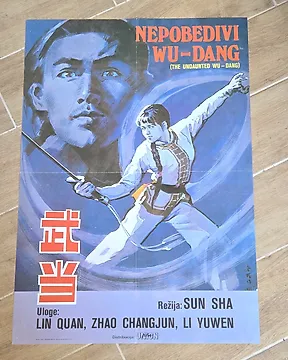 NEPOBEDIVI
WU-DANG
(THE UNDAUNTED WU-DANG)
武当
Uloge:
Režija: SUN SHA
LIN QUAN, ZHAO CHANGJUN, LI YUWEN